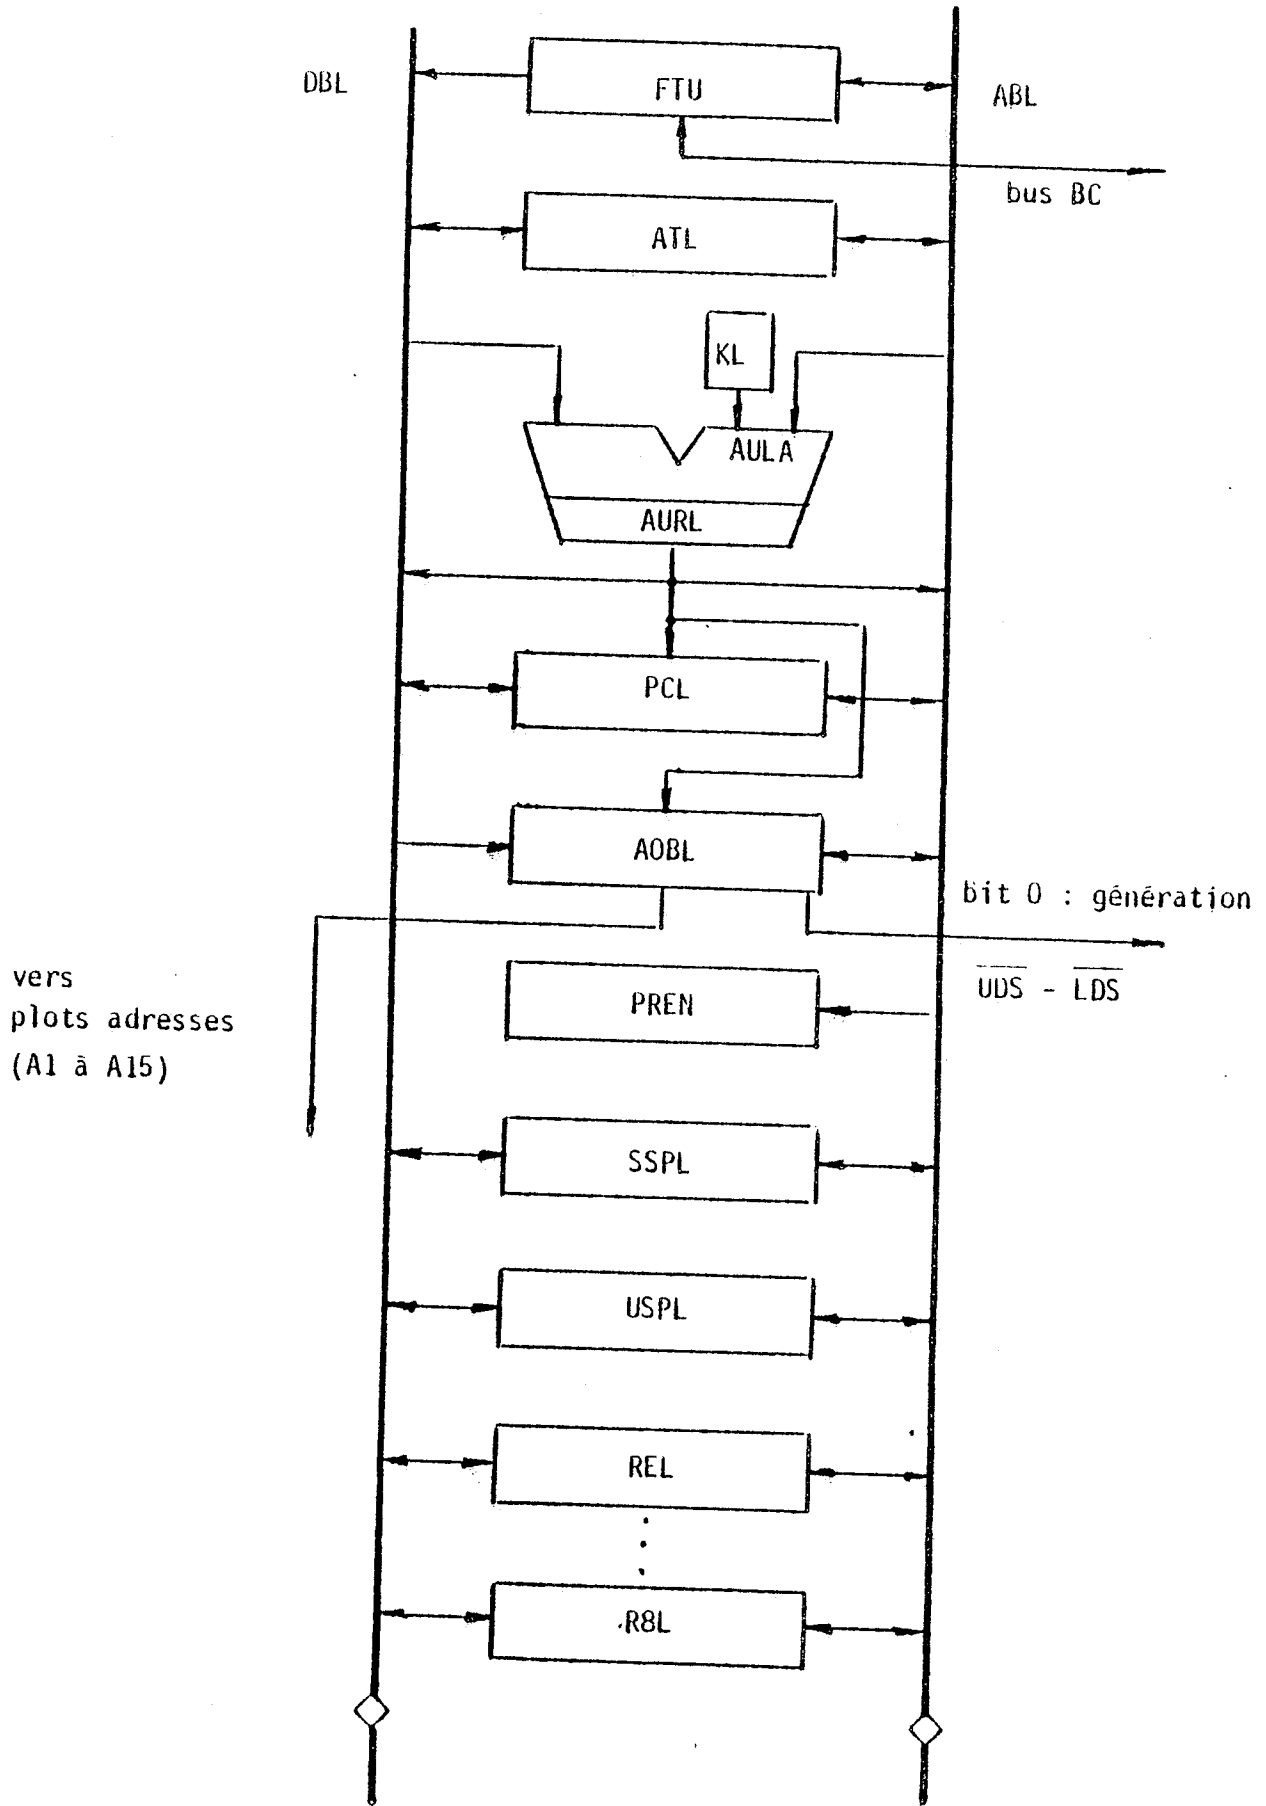 DBL
FTU
ABL
bus BC
ATL
KL
AULA
AURL
PCL
AOBL
bit 0 : génération
UDS - LDS
vers
plots adresses
(A1 à A15)
PREN
SSPL
USPL
REL
R8L